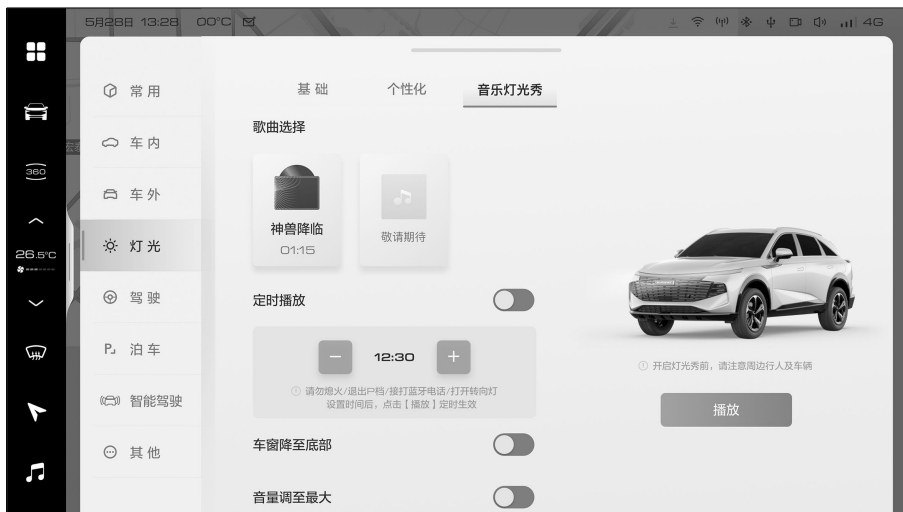 5月28日 13:28 00°C
4G
360
26.5°C
常用
车内
车外
灯光
驾驶
泊车
智能驾驶
其他
基础
个性化
音乐灯光秀
歌曲选择
神兽降临
01:15
敬请期待
定时播放
12:30
请勿熄火/退出P档/接打蓝牙电话/打开转向灯
设置时间后，点击【播放】定时生效
车窗降至底部
音量调至最大
开启灯光秀前，请注意周边行人及车辆
播放